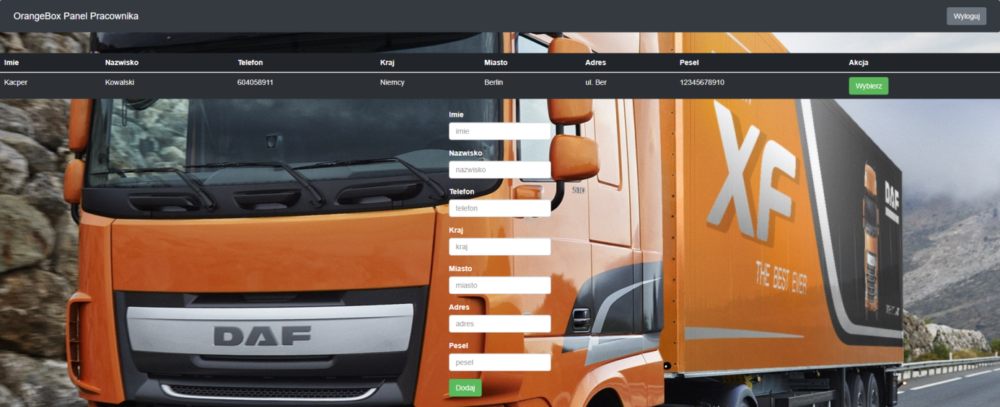 OrangeBox Panel Pracownika Wyloguj
Imie Nazwisko Telefon Kraj Miasto Adres Pesel Akcja
Kacper Kowalski 604058911 Niemcy Berlin ul. Ber 12345678910 Wybierz
Imie
imie
Nazwisko
nazwisko
Telefon
telefon
Kraj
kraj
Miasto
miasto
Adres
adres
Pesel
pesel
Dodaj
510
XF
THE BEST EVER
DAF
DAF